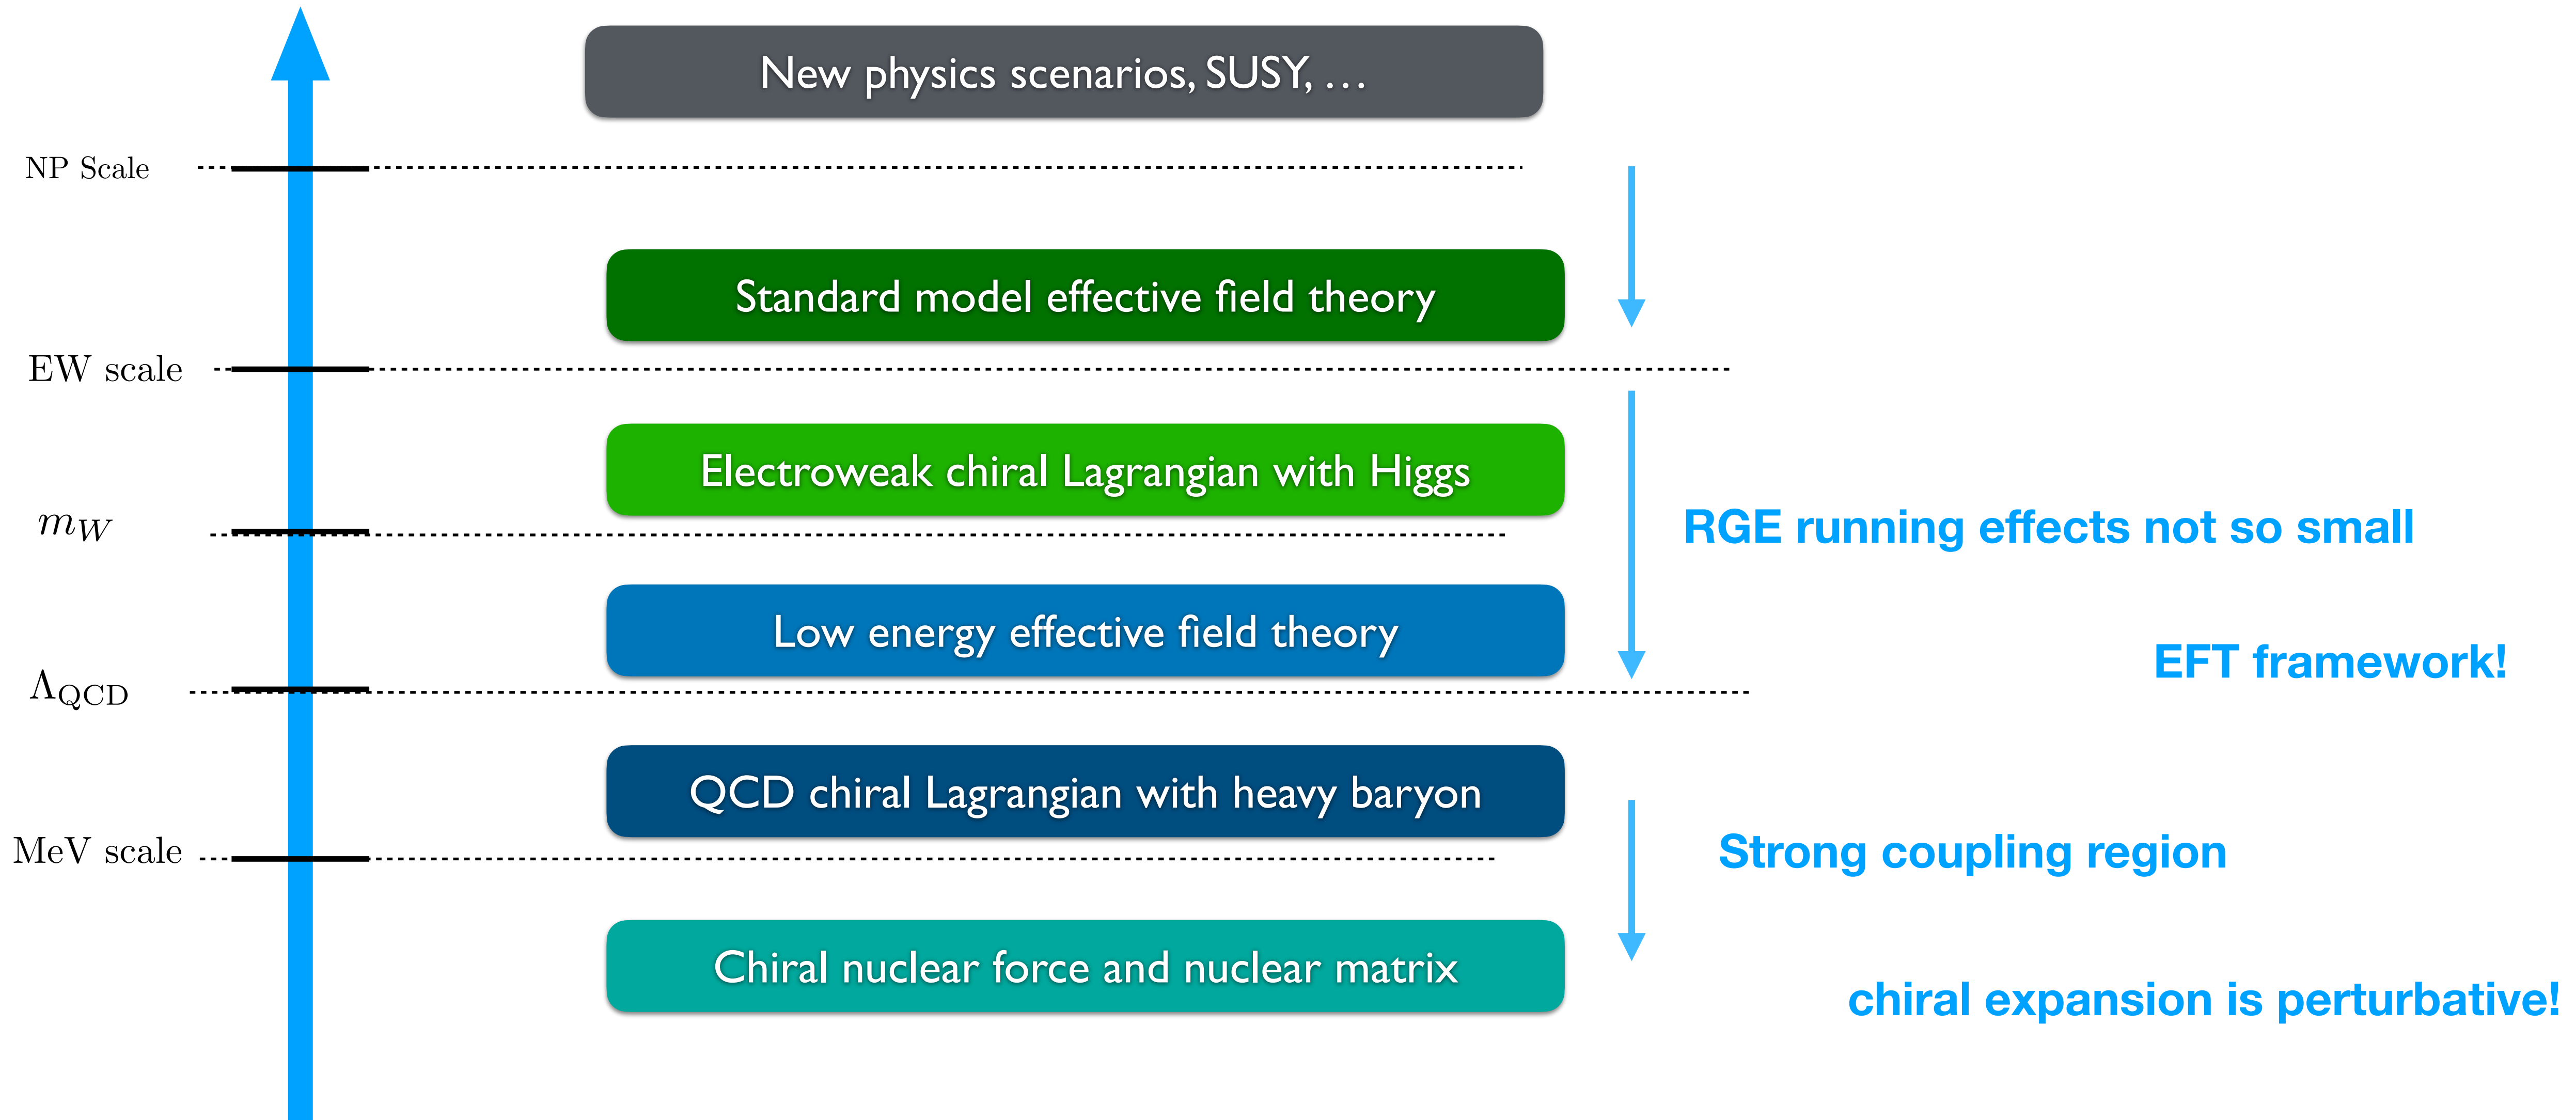 New physics scenarios, SUSY, …
NP Scale
Standard model effective field theory
EW scale
Electroweak chiral Lagrangian with Higgs
m_W
RGE running effects not so small
Low energy effective field theory
EFT framework!
Λ_QCD
QCD chiral Lagrangian with heavy baryon
MeV scale
Strong coupling region
Chiral nuclear force and nuclear matrix
chiral expansion is perturbative!